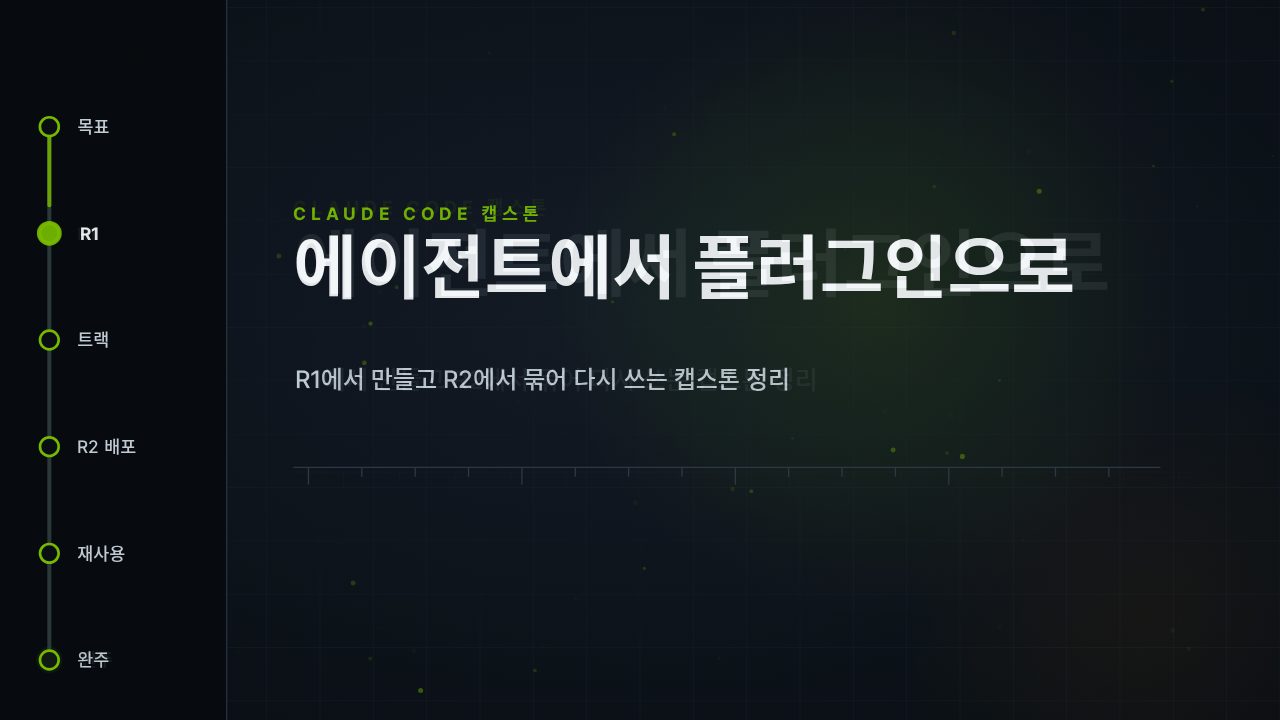 목표
R1
트랙
R2 배포
재사용
완주
CLAUDE CODE 캡스톤
에이전트에서 플러그인으로
R1에서 만들고 R2에서 묶어 다시 쓰는 캡스톤 정리